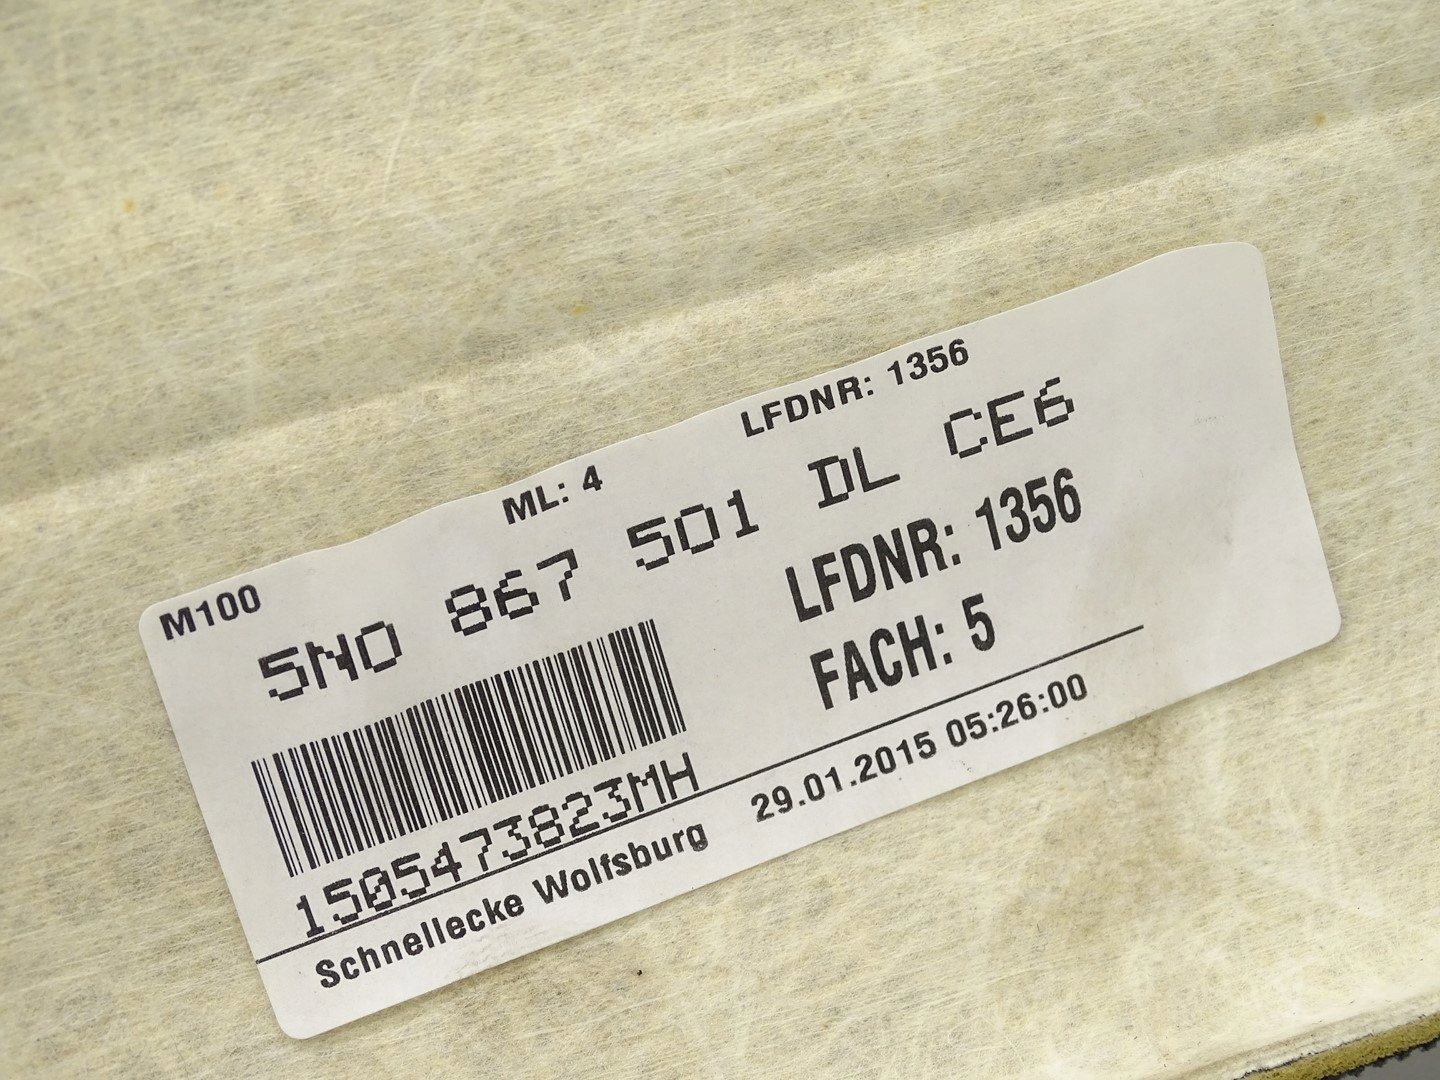 M100 ML: 4 LFDNR: 1356
5N0 867 501 DL CE6
LFDNR: 1356
FACH: 5
1505473823MH
Schnellecke Wolfsburg 29.01.2015 05:26:00